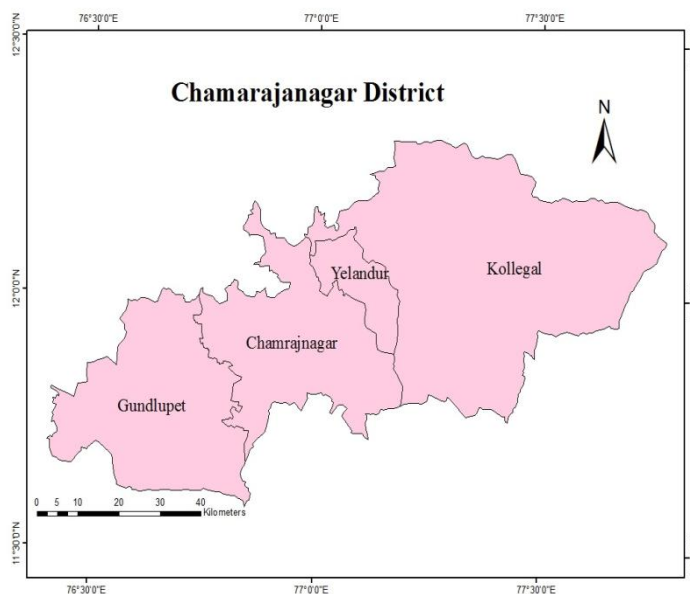 76°30'0"E 77°0'0"E 77°30'0"E
12°30'0"N
Chamarajanagar District
N
Yelandur
Kollegal
12°0'0"N
Chamrajnagar
Gundlupet
0 5 10 20 30 40
Kilometers
11°30'0"N
76°30'0"E 77°0'0"E 77°30'0"E